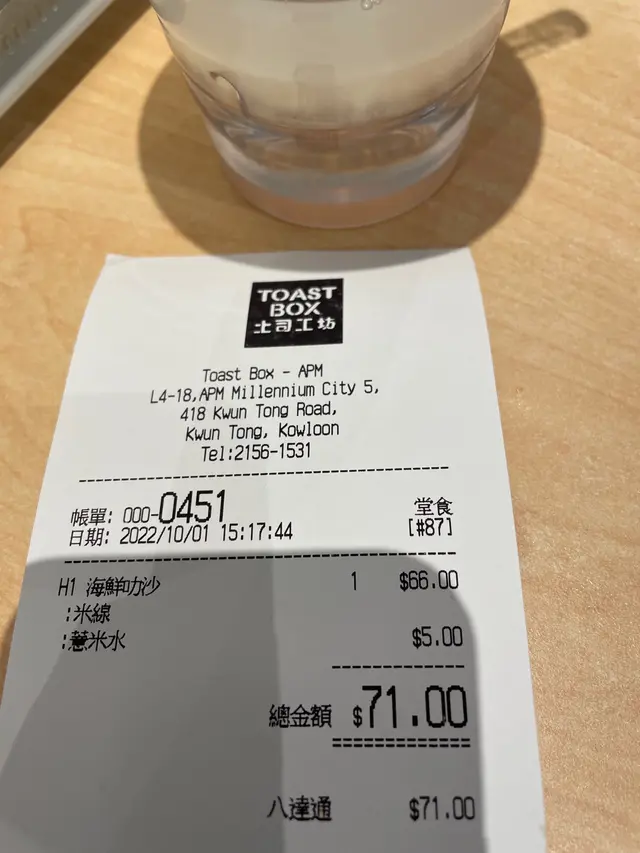 TOAST
BOX
土司工坊
Toast Box - APM
L4-18,APM Millennium City 5,
418 Kwun Tong Road,
Kwun Tong, Kowloon
Tel:2156-1531
帳單: 000-0451 堂食
日期: 2022/10/01 15:17:44 [#87]
H1 海鮮叻沙 1 $66.00
:米線
:薏米水 $5.00
總金額 $71.00
八達通 $71.00